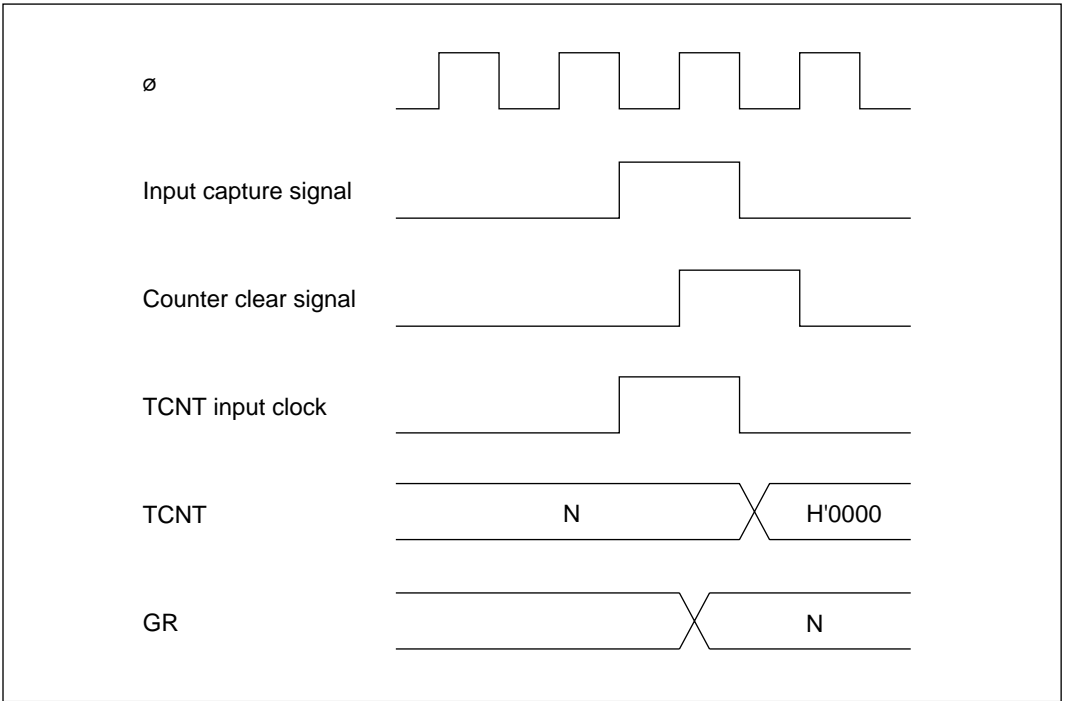 ø
Input capture signal
Counter clear signal
TCNT input clock
TCNT
N
H'0000
GR
N